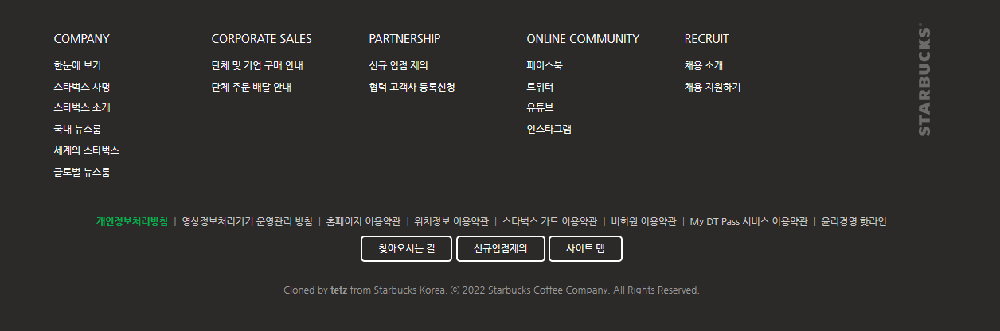 COMPANY
한눈에 보기
스타벅스 사명
스타벅스 소개
국내 뉴스룸
세계의 스타벅스
글로벌 뉴스룸
CORPORATE SALES
단체 및 기업 구매 안내
단체 주문 배달 안내
PARTNERSHIP
신규 입점 제의
협력 고객사 등록신청
ONLINE COMMUNITY
페이스북
트위터
유튜브
인스타그램
RECRUIT
채용 소개
채용 지원하기
STARBUCKS®
개인정보처리방침 | 영상정보처리기기 운영관리 방침 | 홈페이지 이용약관 | 위치정보 이용약관 | 스타벅스 카드 이용약관 | 비회원 이용약관 | My DT Pass 서비스 이용약관 | 윤리경영 핫라인
찾아오시는 길 신규입점제의 사이트 맵
Cloned by tetz from Starbucks Korea, ⓒ 2022 Starbucks Coffee Company. All Rights Reserved.